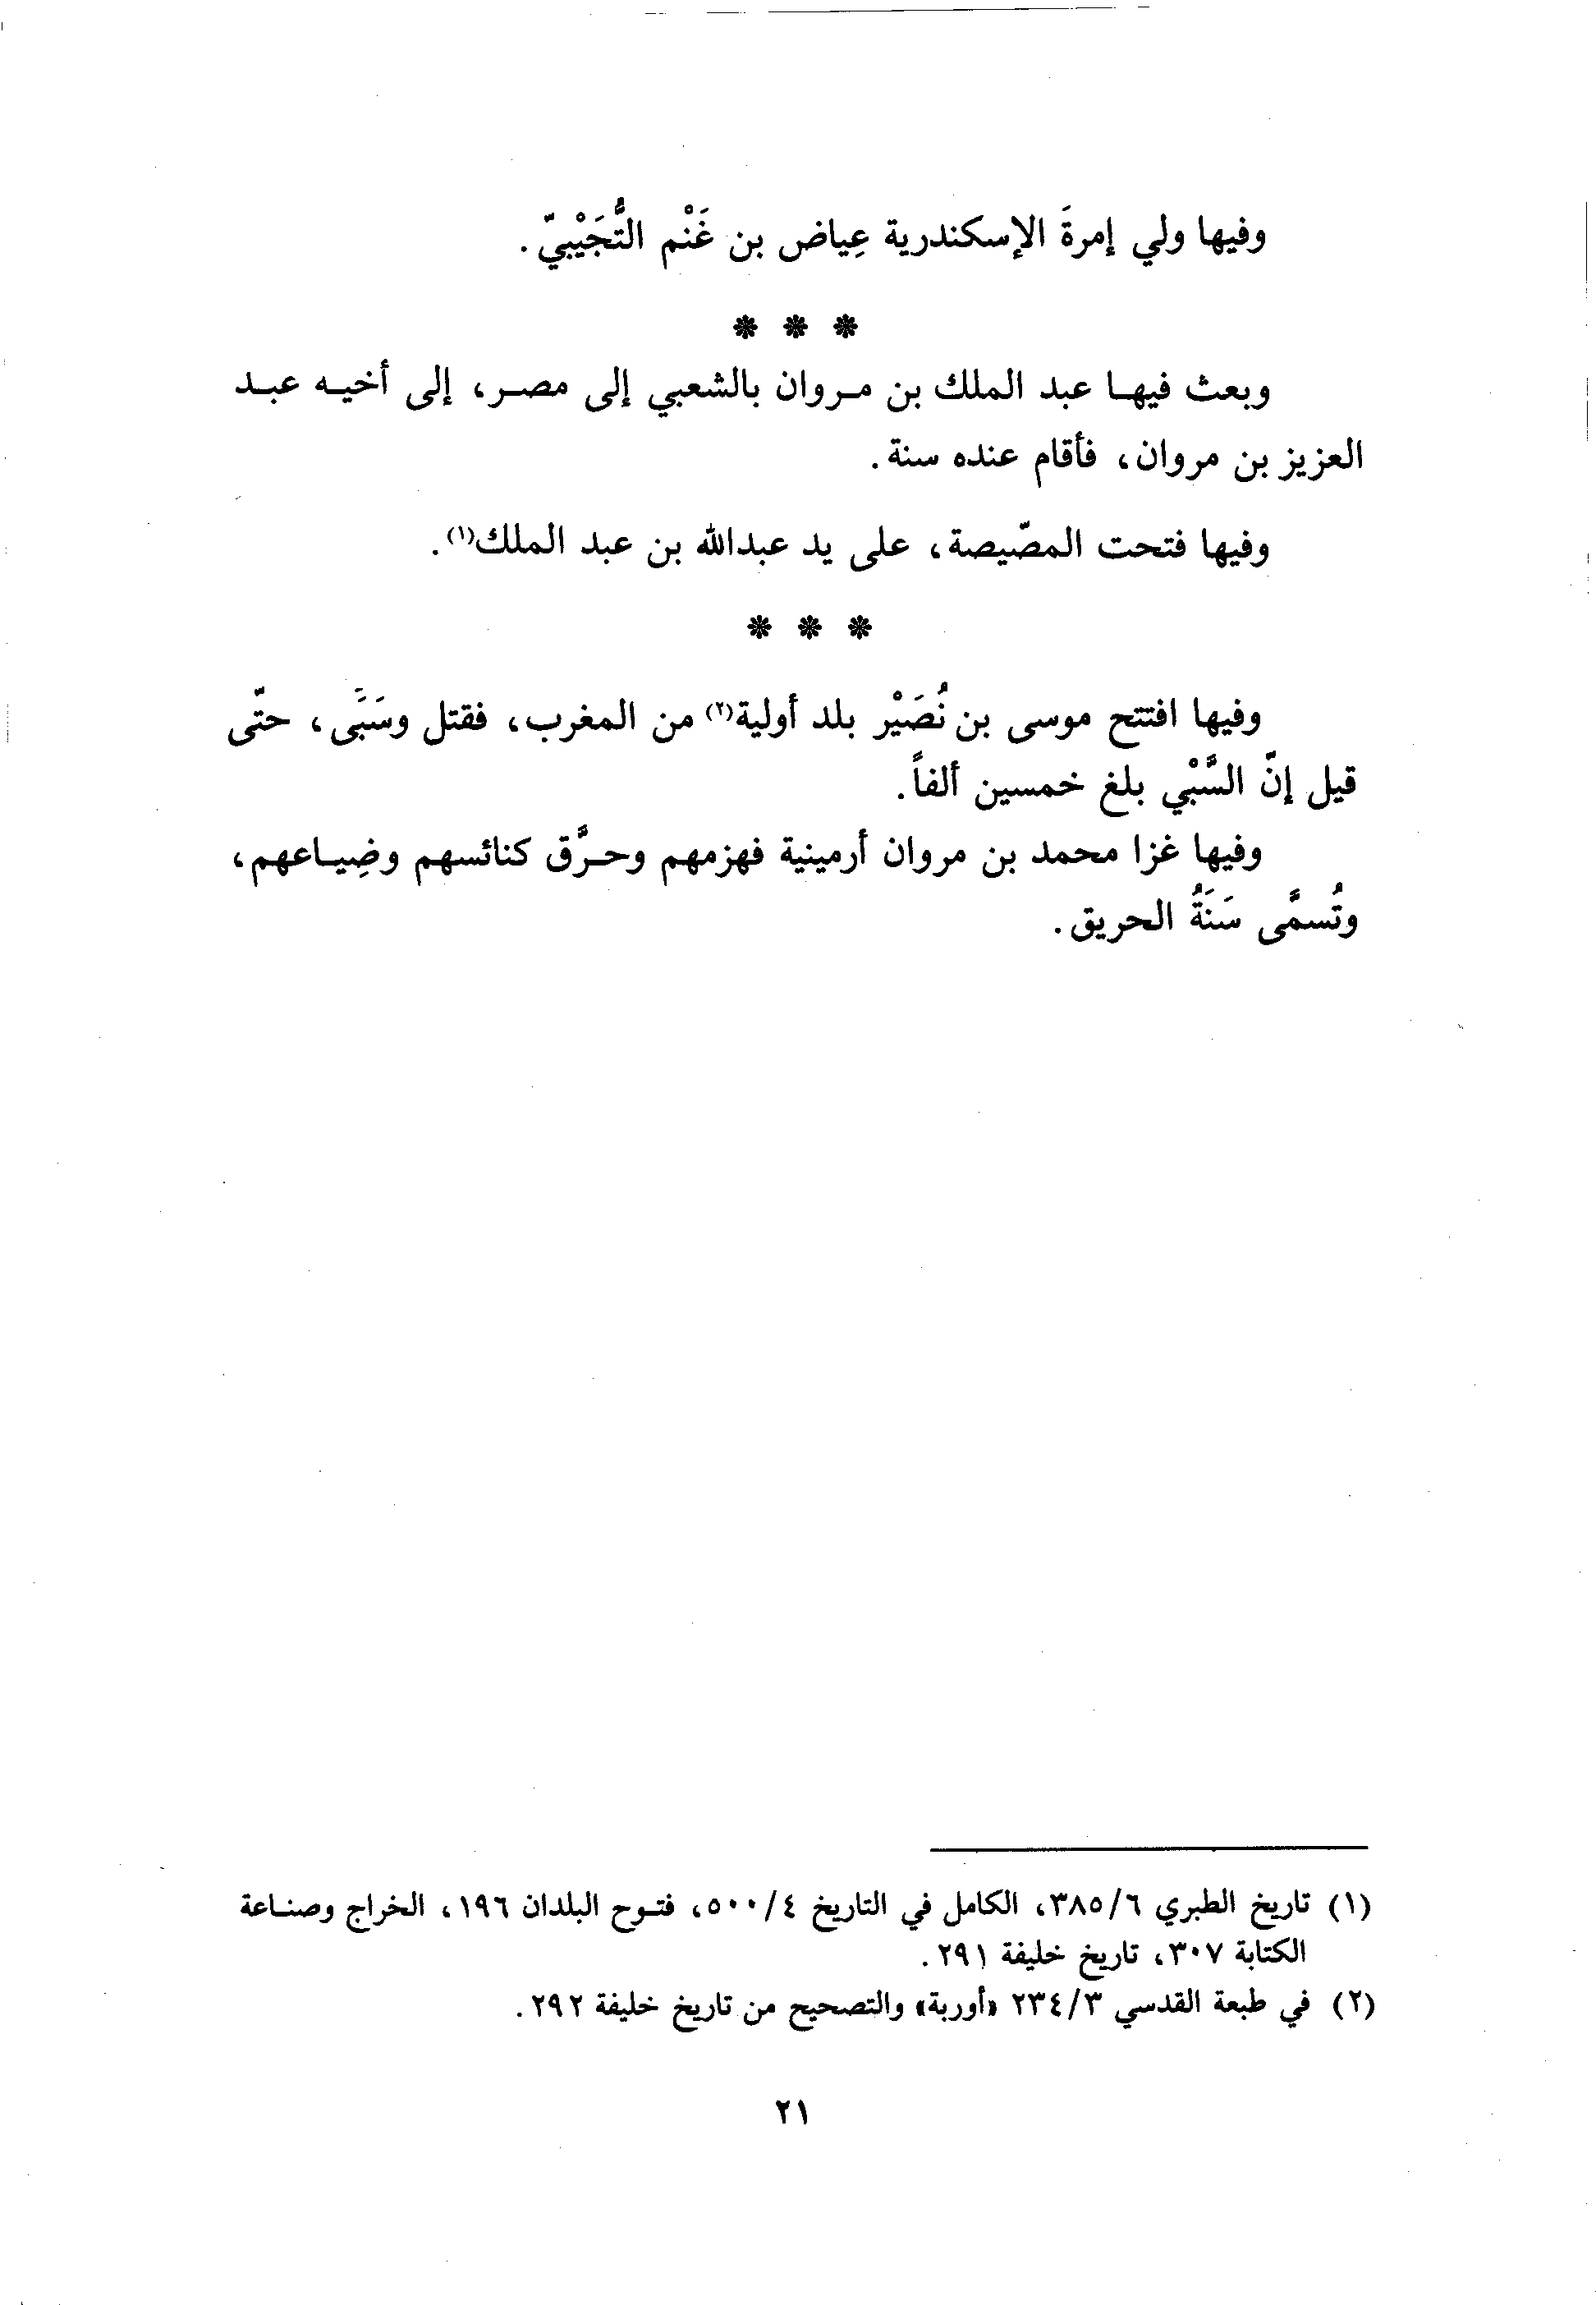 وفيها ولي إمرةَ الإسكندرية عِياض بن غَنْم التُّجَيْبيّ.
* * *
وبعث فيها عبد الملك بن مروان بالشعبي إلى مصر، إلى أخيه عبد
العزيز بن مروان، فأقام عنده سنة.
وفيها فتحت المصّيصة، على يد عبدالله بن عبد الملك(١).
* * *
وفيها افتتح موسى بن نُصَيْر بلد أولية(٢) من المغرب، فقتل وسَبَى، حتّى
قيل إنّ السَّبْي بلغ خمسين ألفاً.
وفيها غزا محمد بن مروان أرمينية فهزمهم وحرَّق كنائسهم وضِياعهم،
وتُسمَّى سَنَةُ الحريق.
(١) تاريخ الطبري ٣٨٥/٦، الكامل في التاريخ ٥٠٠/٤، فتوح البلدان ١٩٦، الخراج وصناعة
الكتابة ٣٠٧، تاريخ خليفة ٢٩١.
(٢) في طبعة القدسي ٢٣٤/٣ «أوربة» والتصحيح من تاريخ خليفة ٢٩٢.
٢١